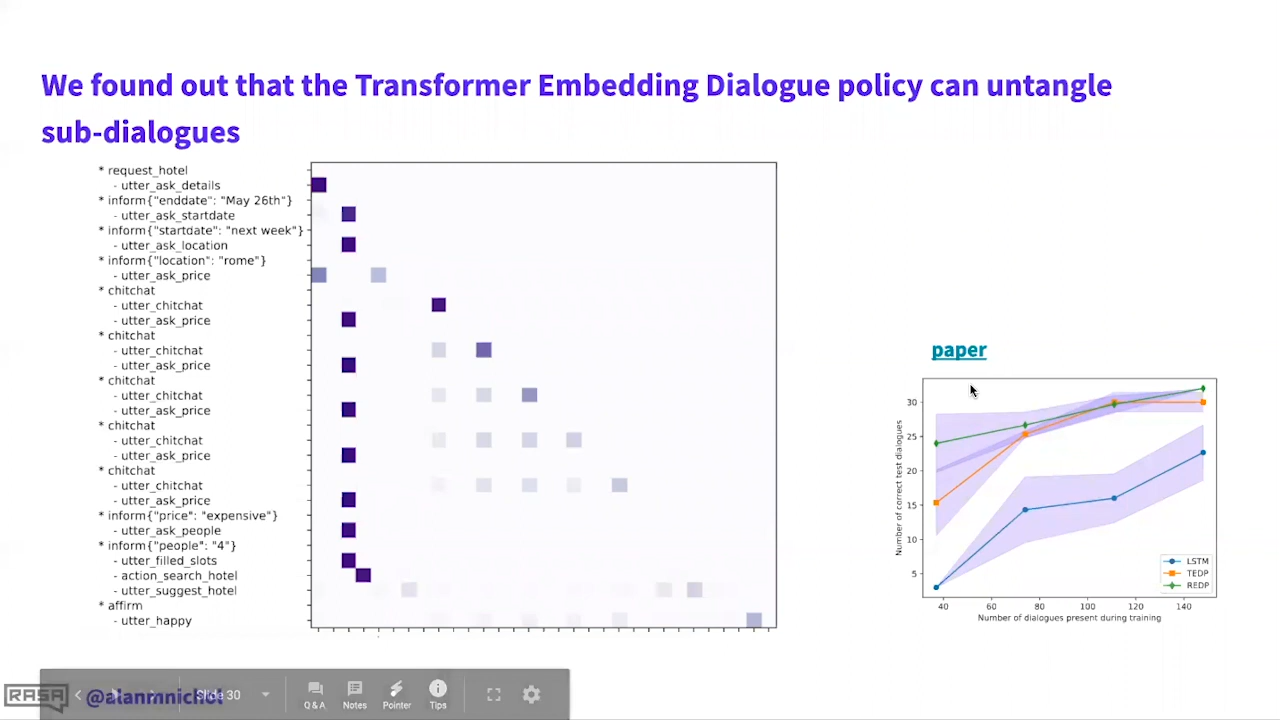 We found out that the Transformer Embedding Dialogue policy can untangle
sub-dialogues
* request_hotel
- utter_ask_details
* inform{"enddate": "May 26th"}
- utter_ask_startdate
* inform{"startdate": "next week"}
- utter_ask_location
* inform{"location": "rome"}
- utter_ask_price
* chitchat
- utter_chitchat
- utter_ask_price
* chitchat
- utter_chitchat
- utter_ask_price
* chitchat
- utter_chitchat
- utter_ask_price
* chitchat
- utter_chitchat
- utter_ask_price
* chitchat
- utter_chitchat
- utter_ask_price
* inform{"price": "expensive"}
- utter_ask_people
* inform{"people": "4"}
- utter_filled_slots
- action_search_hotel
- utter_suggest_hotel
* affirm
- utter_happy
paper
Number of correct test dialogues
30
25
20
15
10
5
LSTM
TEDP
REDP
40 60 80 100 120 140
Number of dialogues present during training
RASA
@alanmnichol
Slide 30
Q & A
Notes
Pointer
Tips